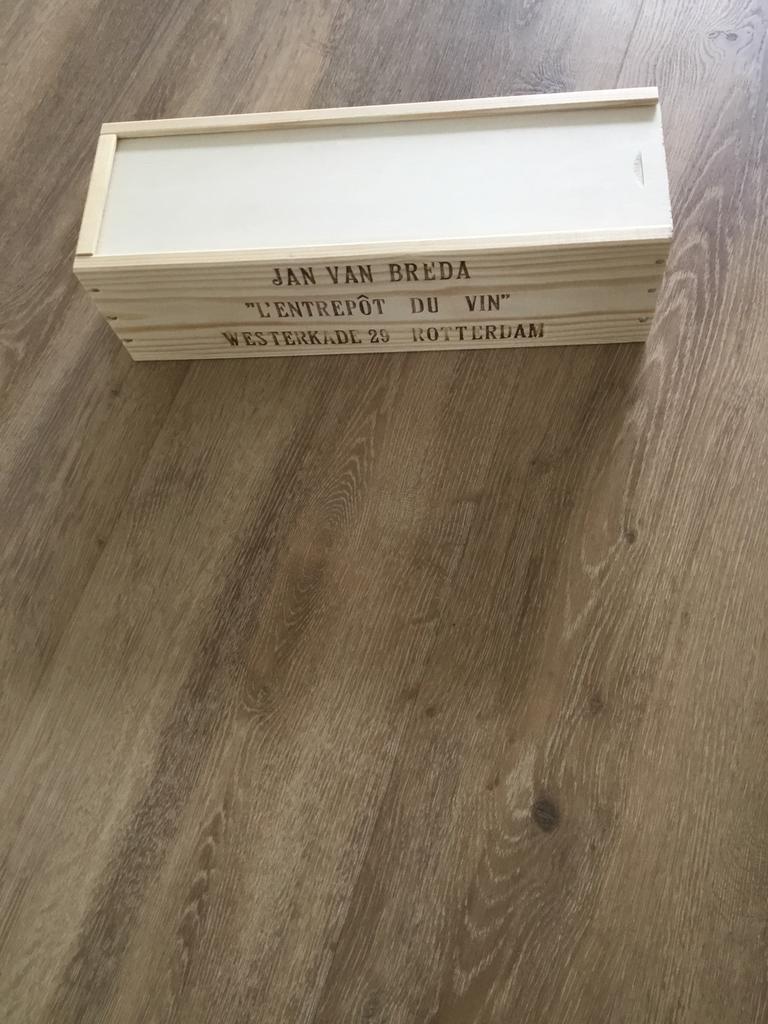 JAN VAN BREDA
"L'ENTREPÔT DU VIN"
WESTERKADE 29 ROTTERDAM